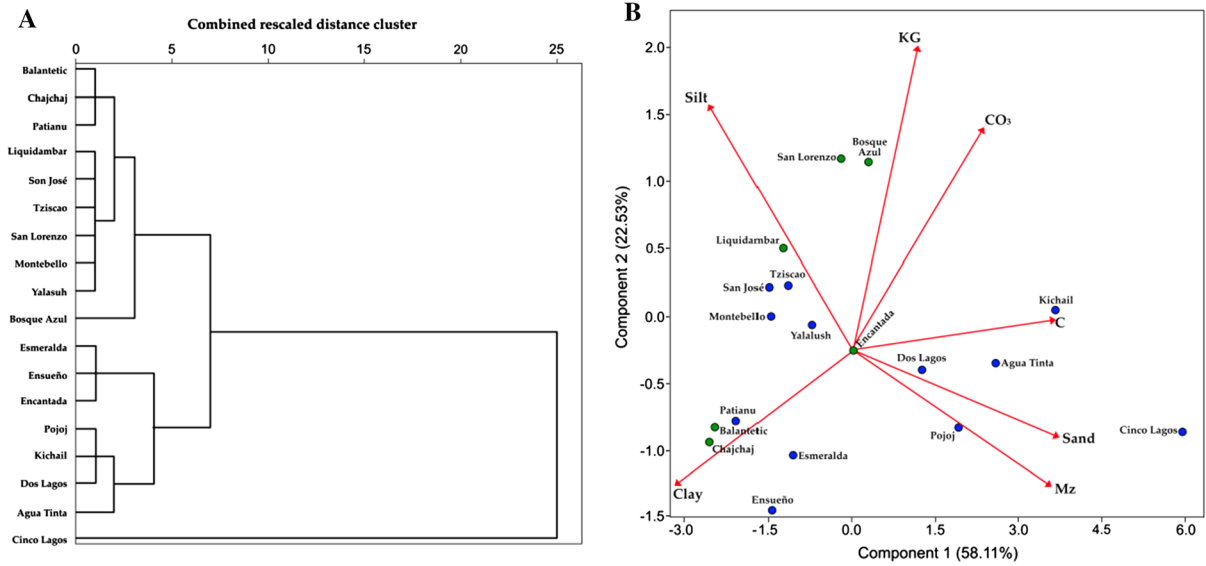 A
Combined rescaled distance cluster
0 5 10 15 20 25
Balantetic
Chajchaj
Patianu
Liquidambar
Son José
Tziscao
San Lorenzo
Montebello
Yalasuh
Bosque Azul
Esmeralda
Ensueño
Encantada
Pojoj
Kichail
Dos Lagos
Agua Tinta
Cinco Lagos
B
Component 2 (22.53%)
2.0
1.5
1.0
0.5
0.0
-0.5
-1.0
-1.5
KG
Silt
CO₃
Bosque
Azul
San Lorenzo
Liquidambar
Tziscao
San José
Montebello
Yalalush
Encantada
Kichail
C
Dos Lagos
Agua Tinta
Patianu
Balantetic
Chajchaj
Pojoj
Sand
Cinco Lagos
Esmeralda
Clay
Mz
Ensueño
-3.0 -1.5 0.0 1.5 3.0 4.5 6.0
Component 1 (58.11%)